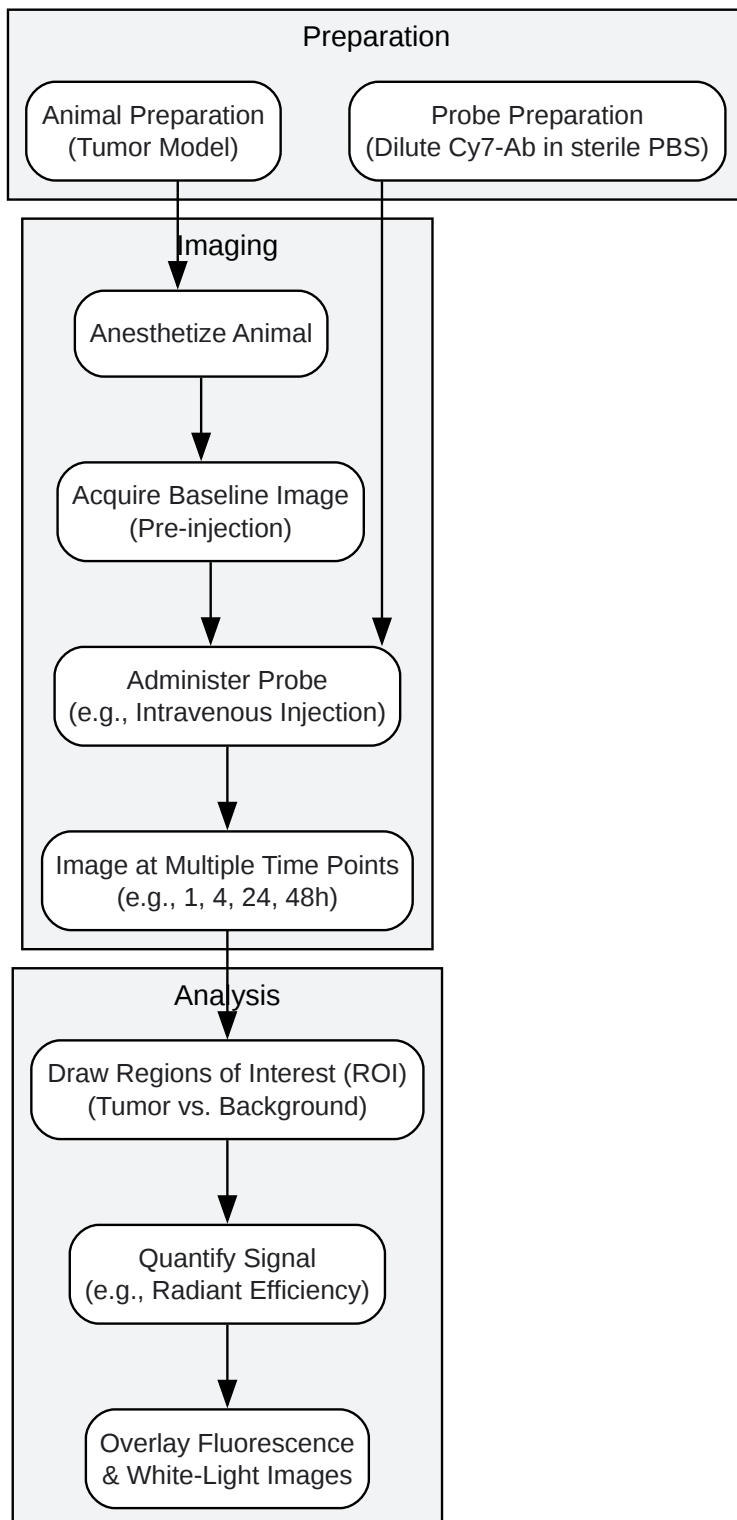 Preparation
Animal Preparation
(Tumor Model)
Probe Preparation
(Dilute Cy7-Ab in sterile PBS)
Imaging
Anesthetize Animal
Acquire Baseline Image
(Pre-injection)
Administer Probe
(e.g., Intravenous Injection)
Image at Multiple Time Points
(e.g., 1, 4, 24, 48h)
Analysis
Draw Regions of Interest (ROI)
(Tumor vs. Background)
Quantify Signal
(e.g., Radiant Efficiency)
Overlay Fluorescence
& White-Light Images